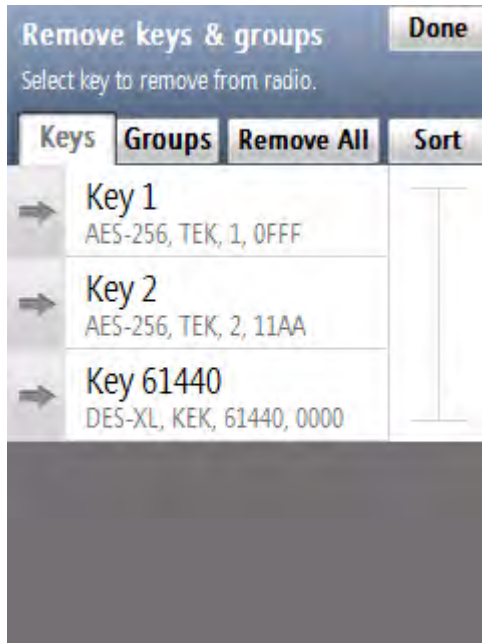 Remove keys & groups Done
Select key to remove from radio.
Keys Groups Remove All Sort
Key 1
AES-256, TEK, 1, 0FFF
Key 2
AES-256, TEK, 2, 11AA
Key 61440
DES-XL, KEK, 61440, 0000